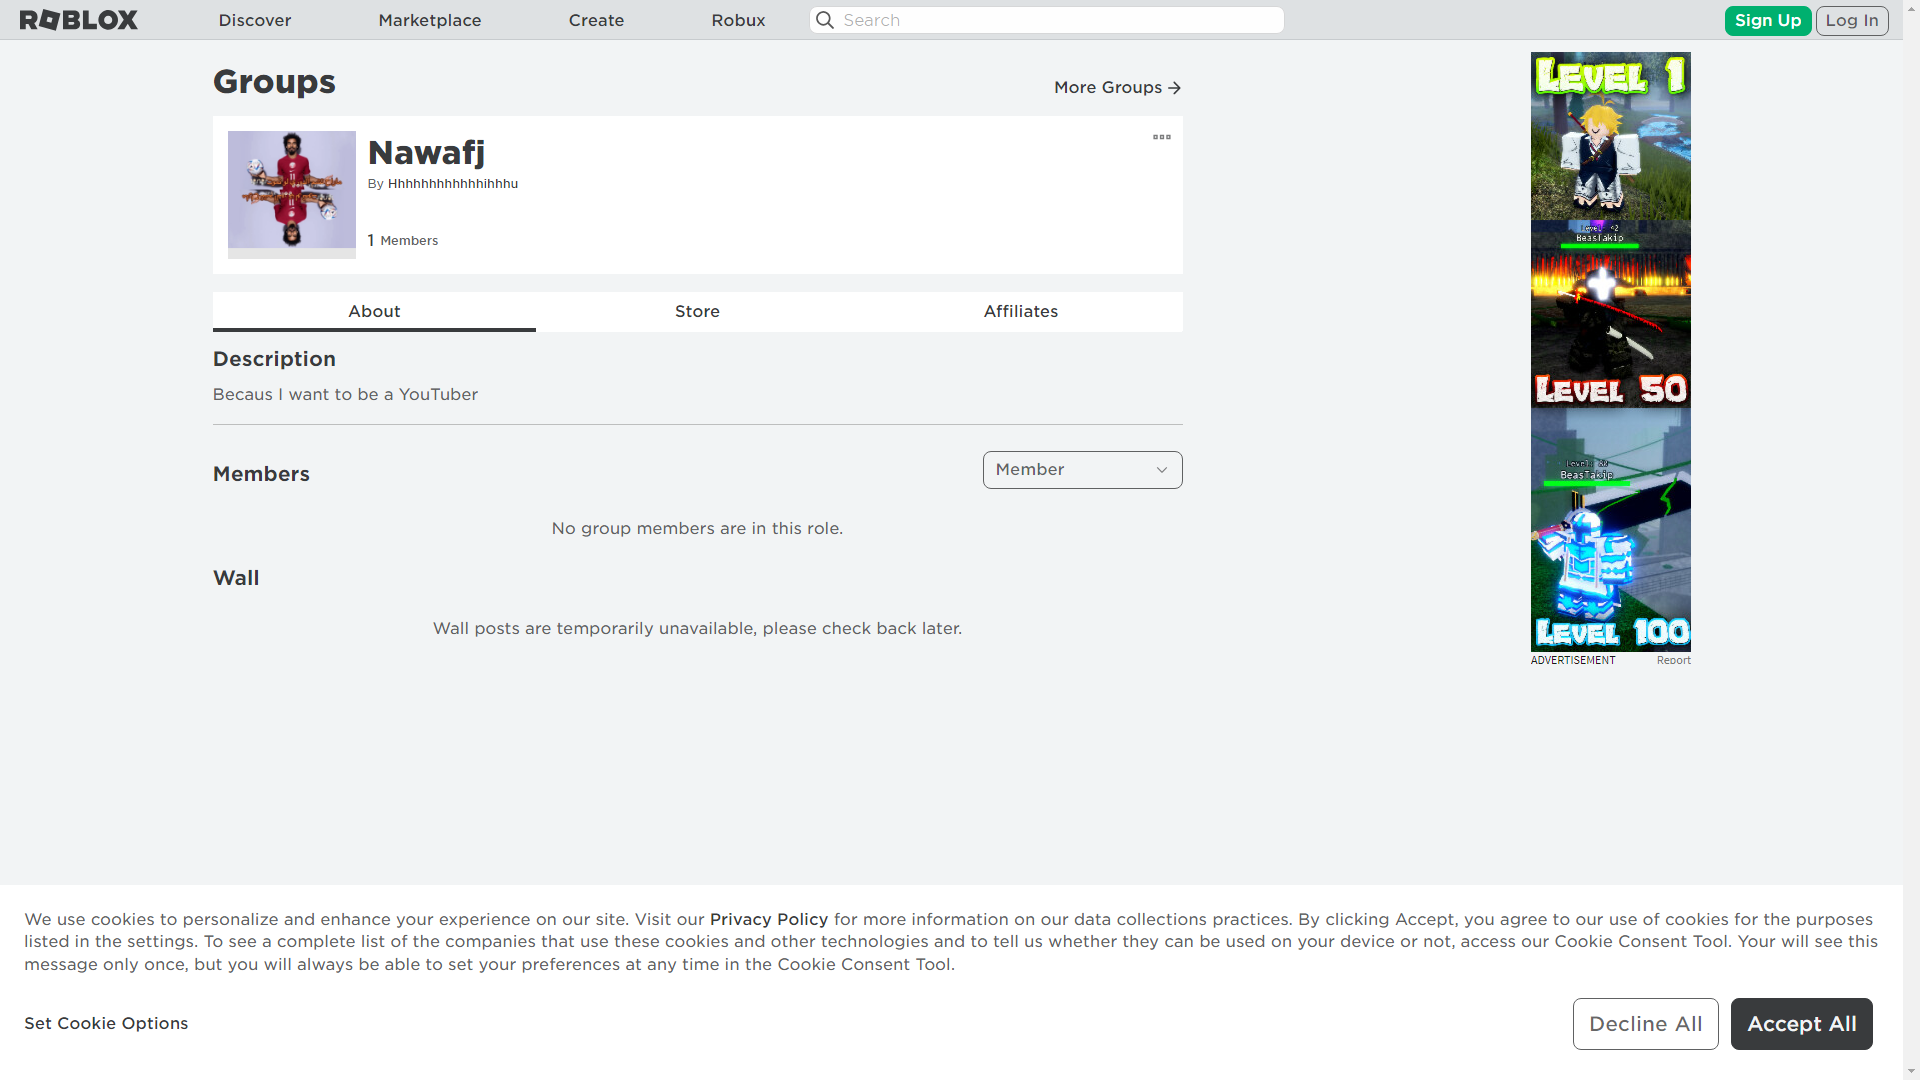 ROBLOX
Discover
Marketplace
Create
Robux
Search
Sign Up
Log In
Groups
More Groups
Nawafj
By Hhhhhhhhhhhhihhhu
1 Members
About
Store
Affiliates
Description
Becaus I want to be a YouTuber
Members
Member
No group members are in this role.
Wall
Wall posts are temporarily unavailable, please check back later.
LEVEL 1
BeasTakip
LEVEL 50
BeasTakip
LEVEL 100
ADVERTISEMENT
Report
We use cookies to personalize and enhance your experience on our site. Visit our Privacy Policy for more information on our data collections practices. By clicking Accept, you agree to our use of cookies for the purposes
listed in the settings. To see a complete list of the companies that use these cookies and other technologies and to tell us whether they can be used on your device or not, access our Cookie Consent Tool. Your will see this
message only once, but you will always be able to set your preferences at any time in the Cookie Consent Tool.
Set Cookie Options
Decline All
Accept All